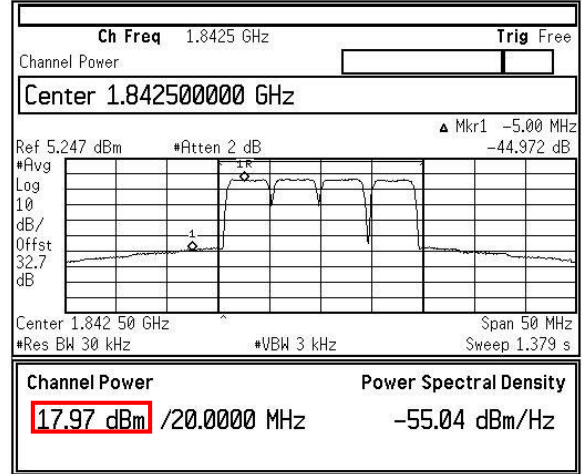 Ch Freq 1.8425 GHz Trig Free
Channel Power
Center 1.842500000 GHz
Δ Mkr1 -5.00 MHz
Ref 5.247 dBm #Atten 2 dB -44.972 dB
#Avg
Log
10
dB/
Offst
32.7
dB
1R
1
Center 1.842 50 GHz Span 50 MHz
#Res BW 30 kHz #VBW 3 kHz Sweep 1.379 s
Channel Power Power Spectral Density
17.97 dBm /20.0000 MHz -55.04 dBm/Hz